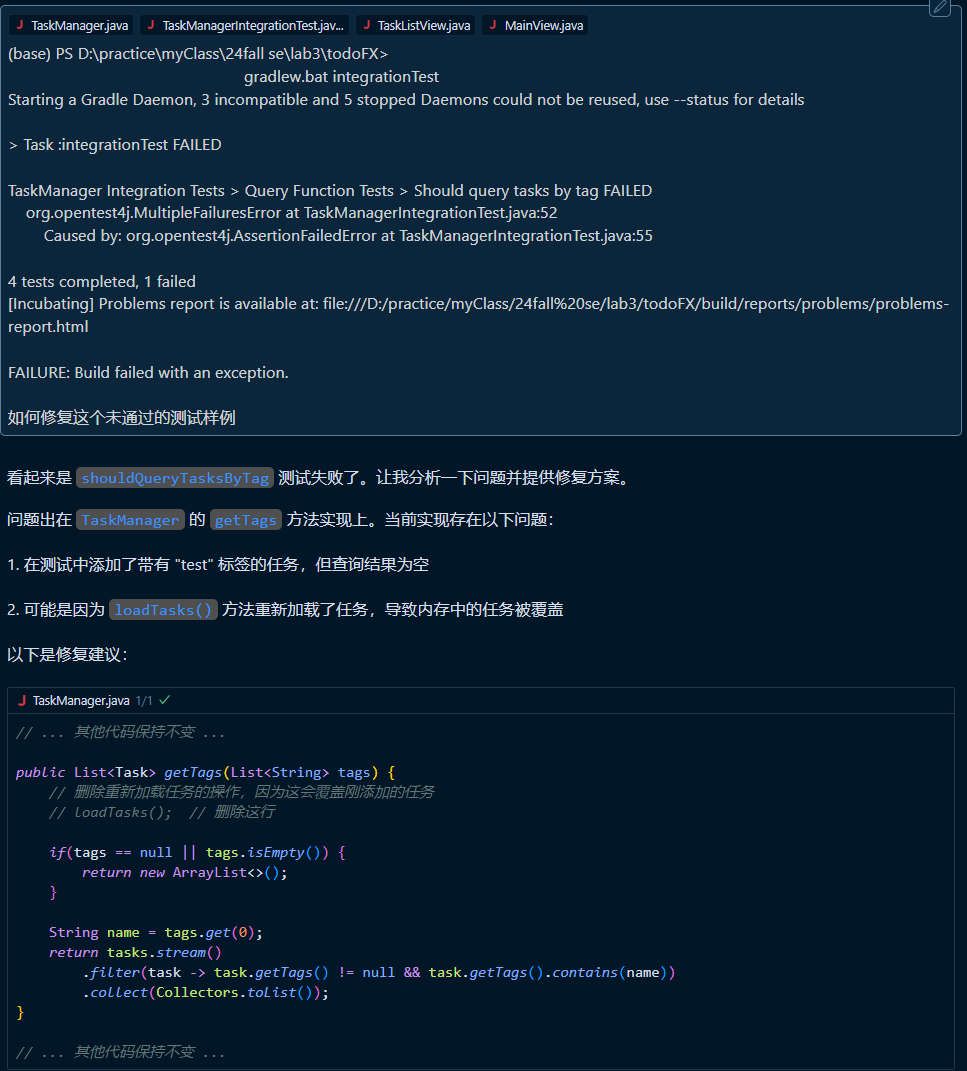 TaskManager.java TaskManagerIntegrationTest.jav... TaskListView.java MainView.java
(base) PS D:\practice\myClass\24fall se\lab3\todoFX>
gradlew.bat integrationTest
Starting a Gradle Daemon, 3 incompatible and 5 stopped Daemons could not be reused, use --status for details
> Task :integrationTest FAILED
TaskManager Integration Tests > Query Function Tests > Should query tasks by tag FAILED
org.opentest4j.MultipleFailuresError at TaskManagerIntegrationTest.java:52
Caused by: org.opentest4j.AssertionFailedError at TaskManagerIntegrationTest.java:55
4 tests completed, 1 failed
[Incubating] Problems report is available at: file:///D:/practice/myClass/24fall%20se/lab3/todoFX/build/reports/problems/problems-
report.html
FAILURE: Build failed with an exception.
如何修复这个未通过的测试样例
看起来是 shouldQueryTasksByTag 测试失败了。让我分析一下问题并提供修复方案。
问题出在 TaskManager 的 getTags 方法实现上。当前实现存在以下问题：
1. 在测试中添加了带有 "test" 标签的任务，但查询结果为空
2. 可能是因为 loadTasks() 方法重新加载了任务，导致内存中的任务被覆盖
以下是修复建议：
TaskManager.java 1/1
// ... 其他代码保持不变 ...
public List<Task> getTags(List<String> tags) {
// 删除重新加载任务的操作，因为这会覆盖刚添加的任务
// loadTasks(); // 删除这行
if(tags == null || tags.isEmpty()) {
return new ArrayList<>();
}
String name = tags.get(0);
return tasks.stream()
.filter(task -> task.getTags() != null && task.getTags().contains(name))
.collect(Collectors.toList());
}
// ... 其他代码保持不变 ...